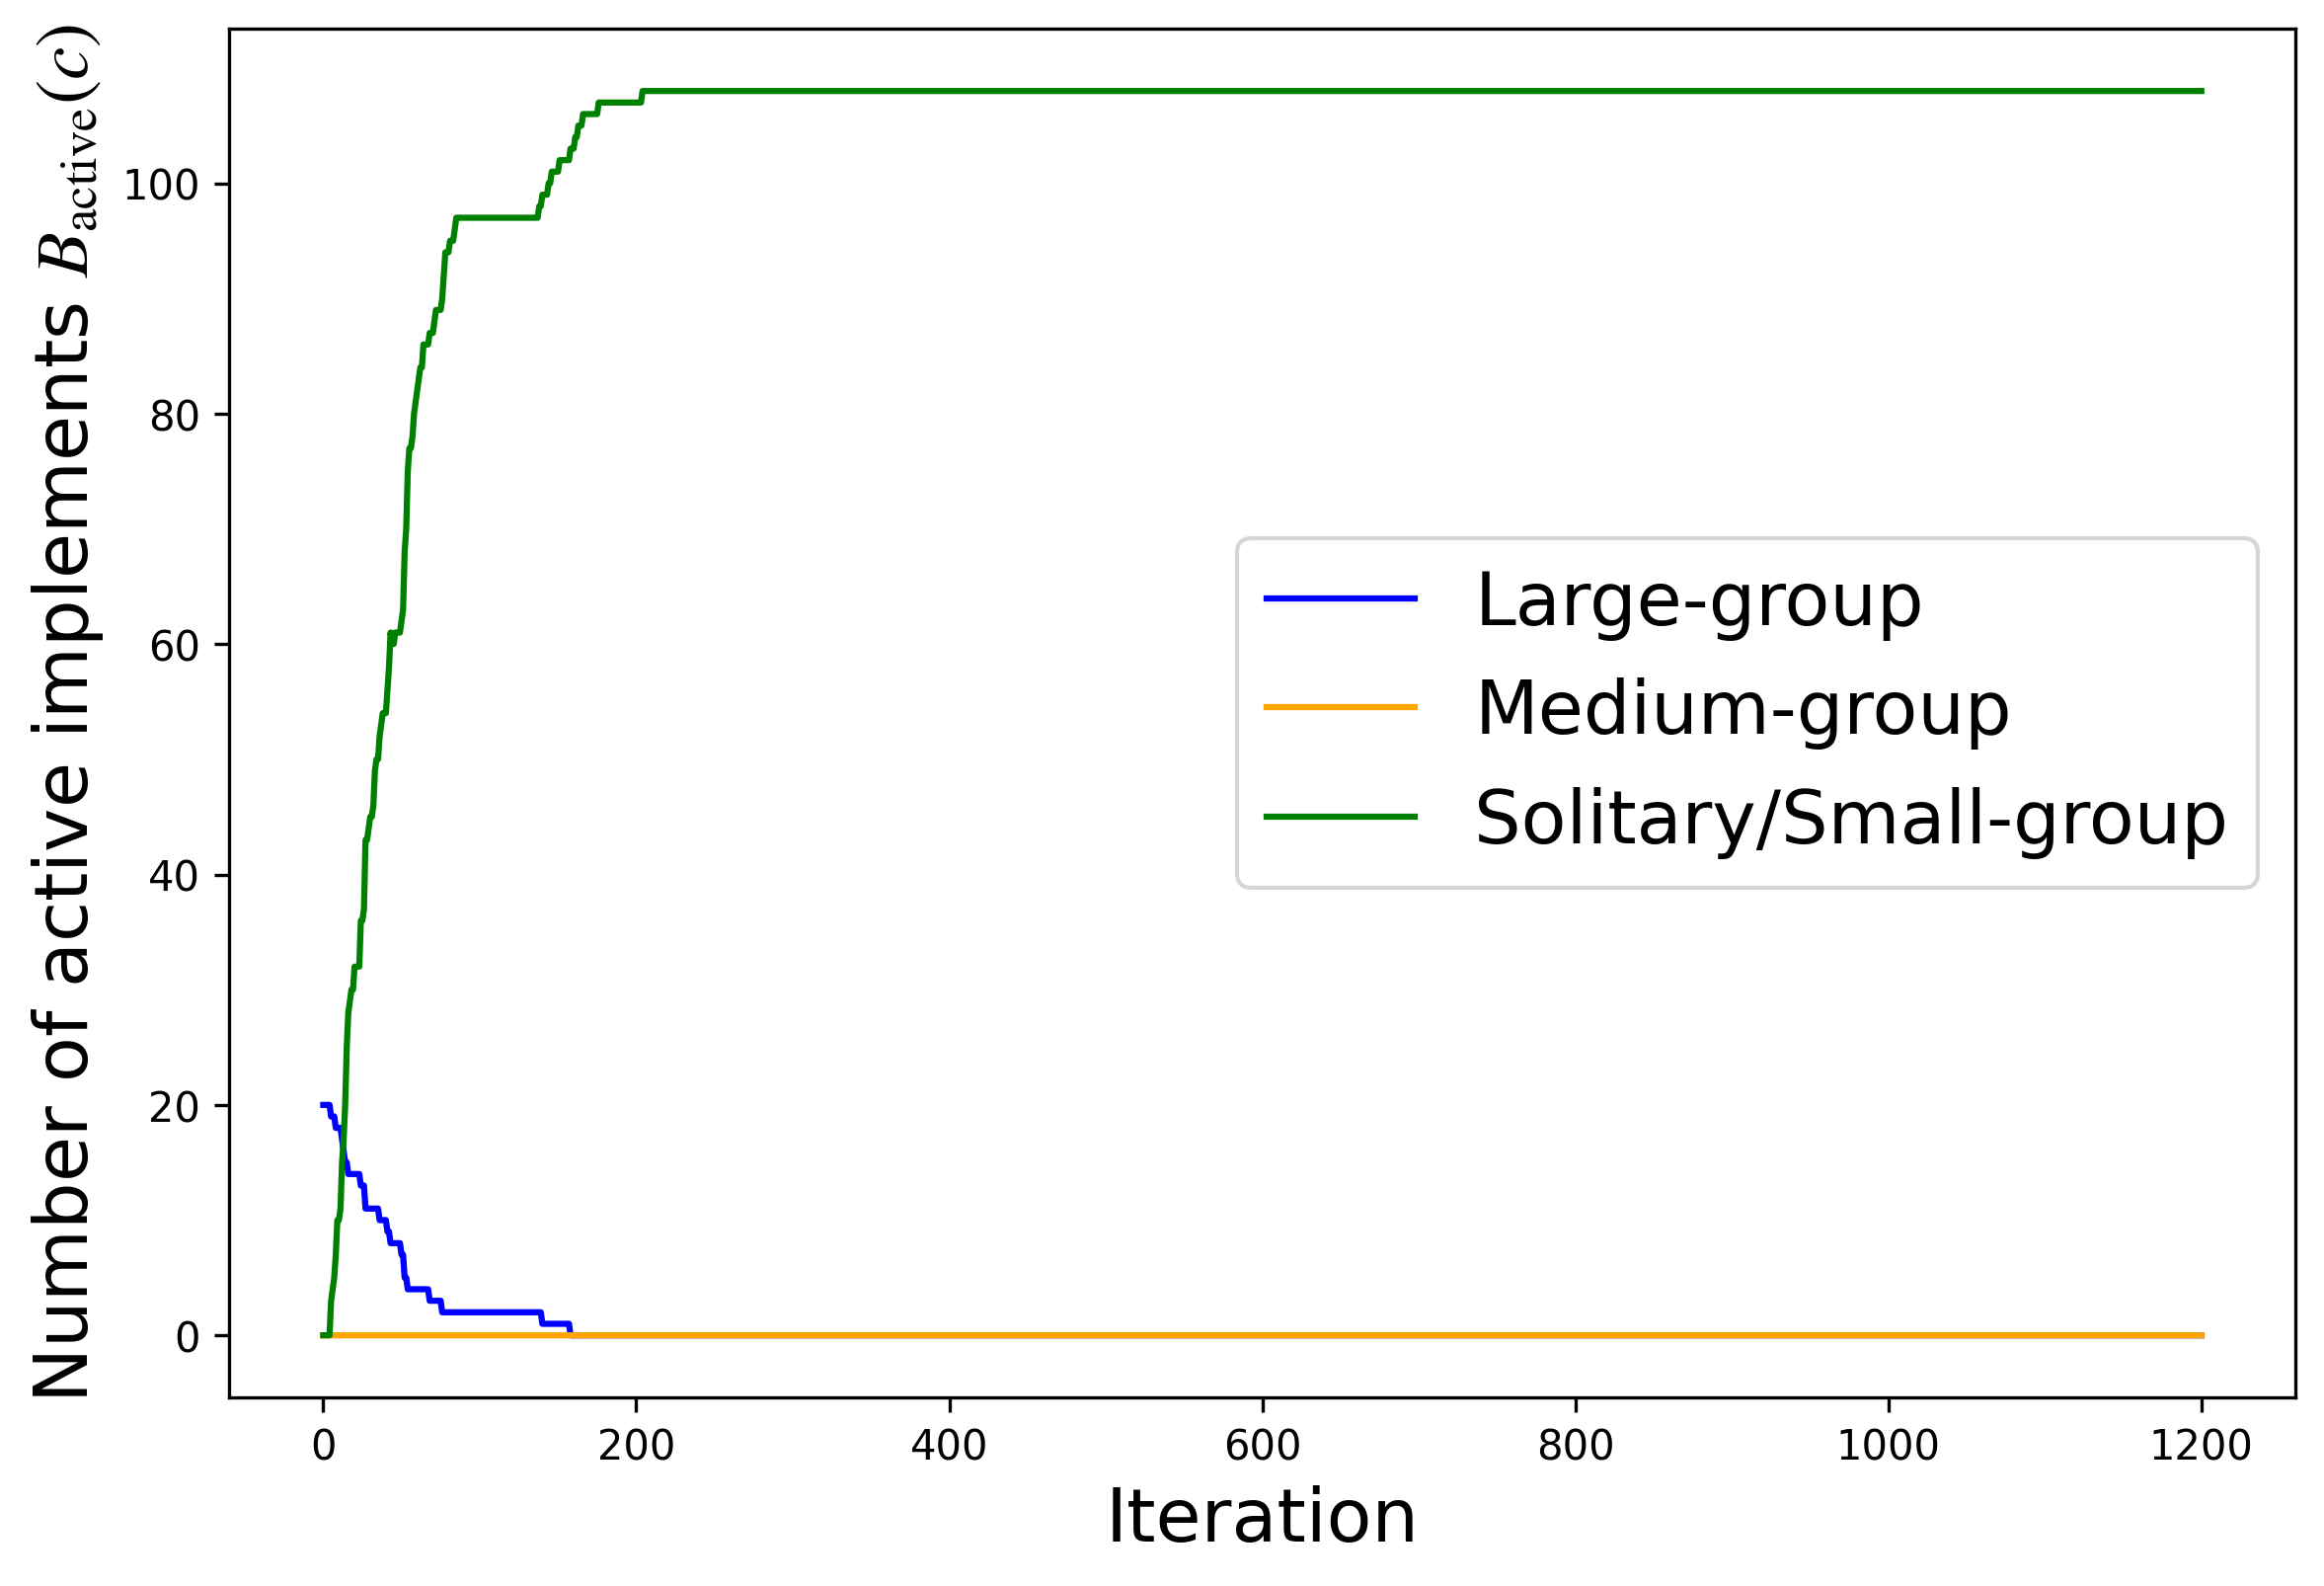 Number of active implements B_active(c)
100
80
60
40
20
0
Large-group
Medium-group
Solitary/Small-group
0 200 400 600 800 1000 1200
Iteration